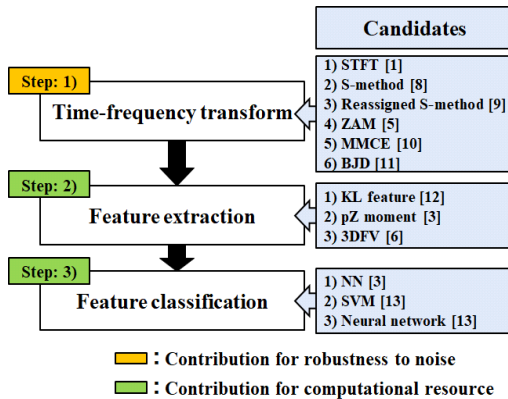 Candidates
Step: 1)
Time-frequency transform
1) STFT [1]
2) S-method [8]
3) Reassigned S-method [9]
4) ZAM [5]
5) MMCE [10]
6) BJD [11]
Step: 2)
Feature extraction
1) KL feature [12]
2) pZ moment [3]
3) 3DFV [6]
Step: 3)
Feature classification
1) NN [3]
2) SVM [13]
3) Neural network [13]
: Contribution for robustness to noise
: Contribution for computational resource